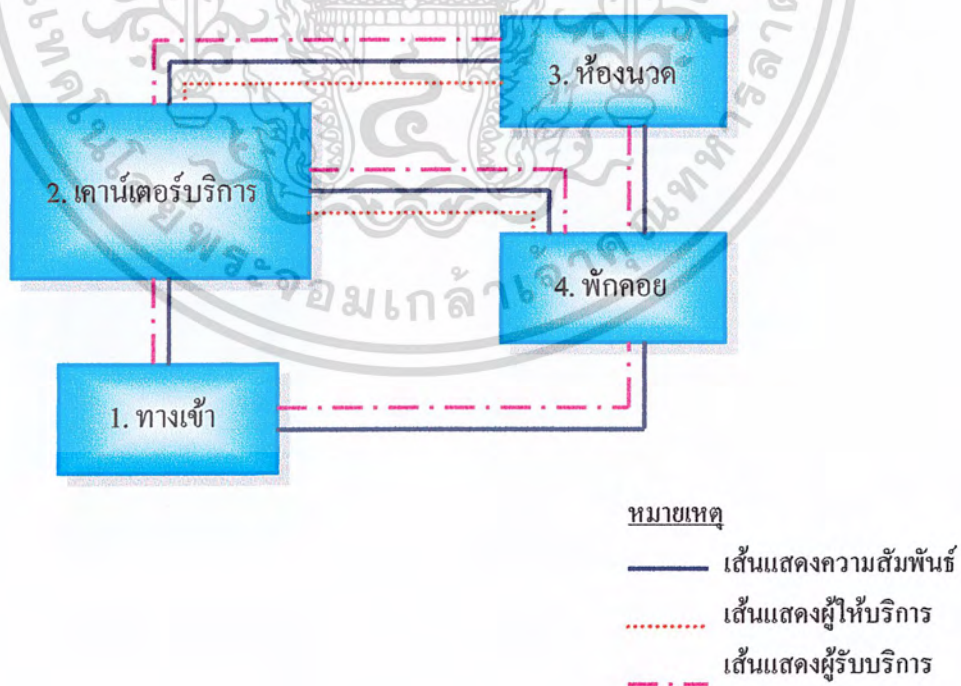 3. ห้องนวด
2. เคาน์เตอร์บริการ
4. พักคอย
1. ทางเข้า
หมายเหตุ
เส้นแสดงความสัมพันธ์
เส้นแสดงผู้ให้บริการ
เส้นแสดงผู้รับบริการ